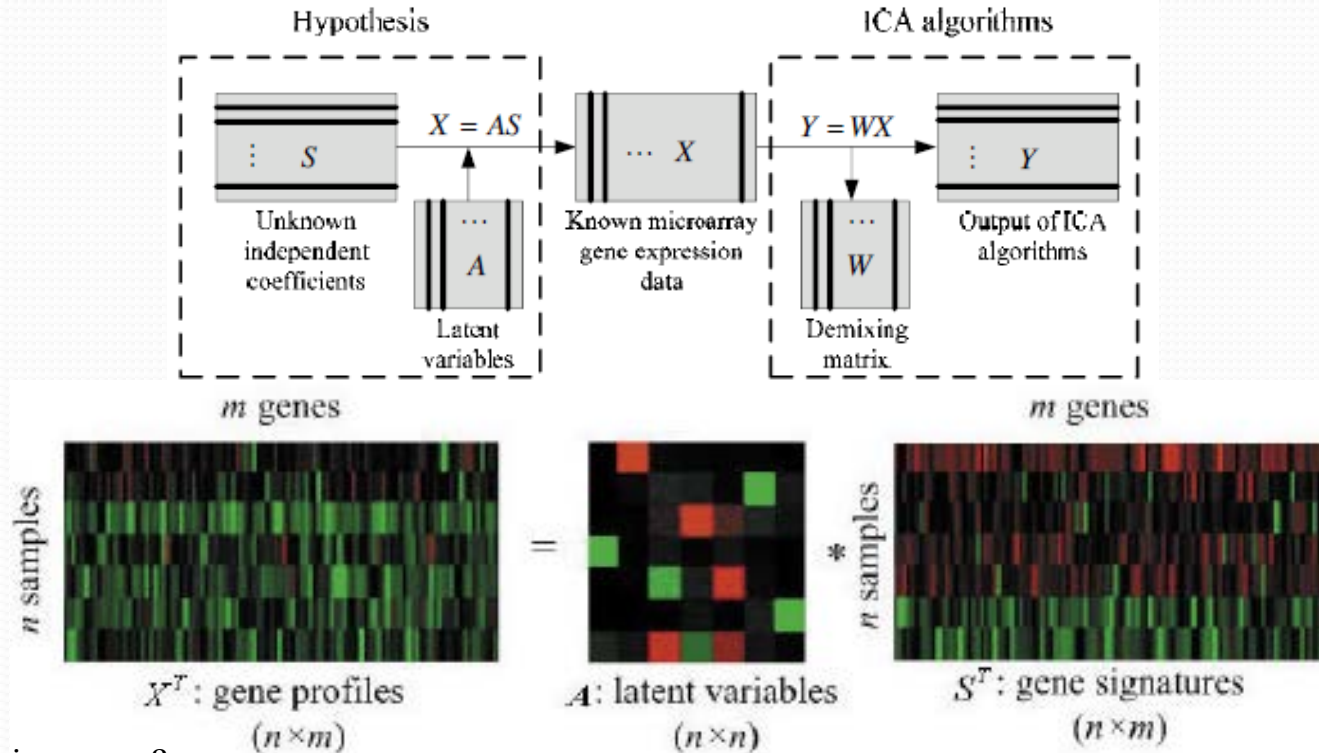 Hypothesis
ICA algorithms
X = AS
Y = WX
⋮ S
⋯ X
⋮ Y
Unknown
independent
coefficients
⋯
A
Latent
variables
Known microarray
gene expression
data
⋯
W
Demixing
matrix.
Output of ICA
algorithms
m genes
m genes
n samples
=
*
n samples
X^T: gene profiles
(n×m)
A: latent variables
(n×n)
S^T: gene signatures
(n×m)